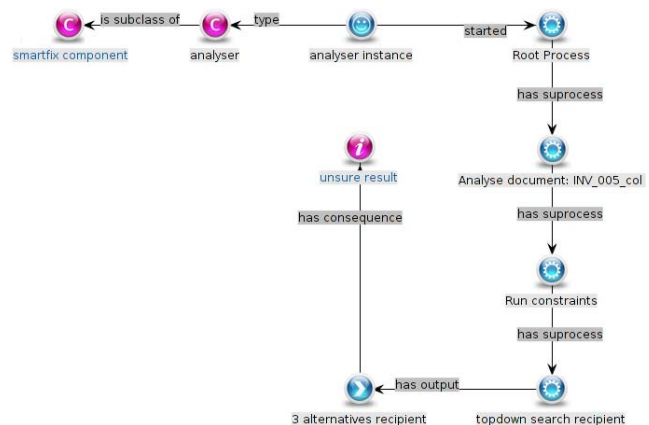 is subclass of
type
started
smartfix component
analyser
analyser instance
Root Process
has suprocess
unsure result
Analyse document: INV_005_col
has consequence
has suprocess
Run constraints
has suprocess
has output
3 alternatives recipient
topdown search recipient